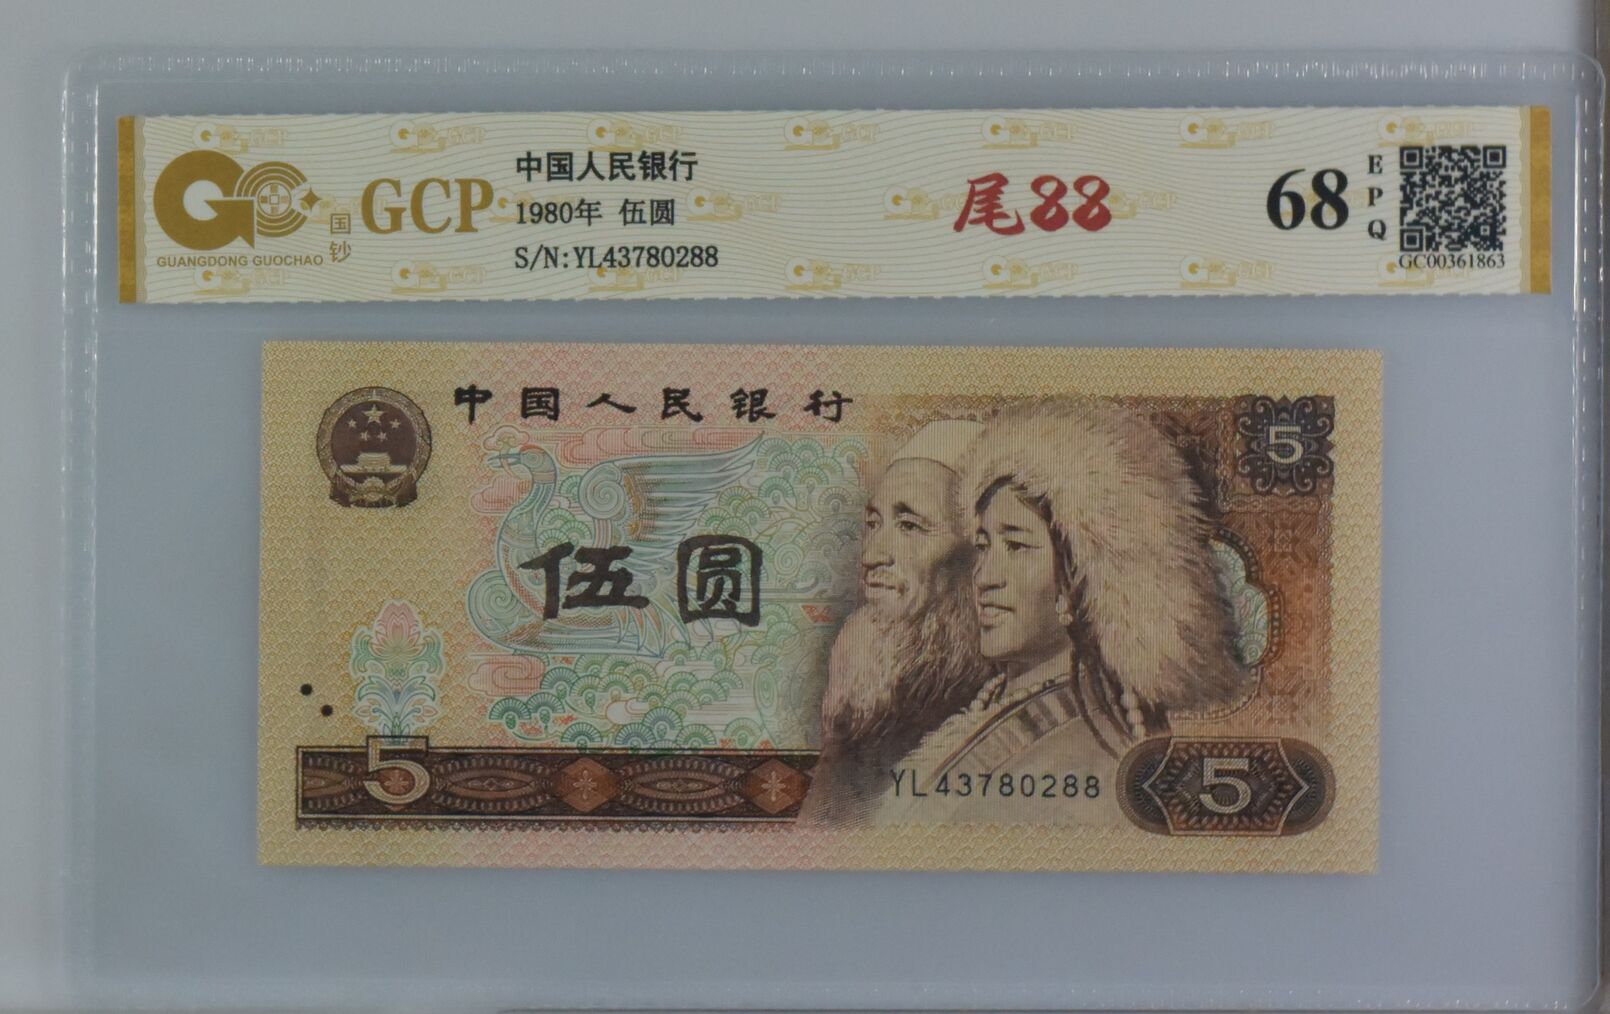 GCP
GUANGDONG GUOCHAO
国钞
中国人民银行
1980年 伍圆
S/N:YL43780288
尾88
68
EPQ
GC00361863
中国人民银行
5
伍圆
5
YL43780288
5